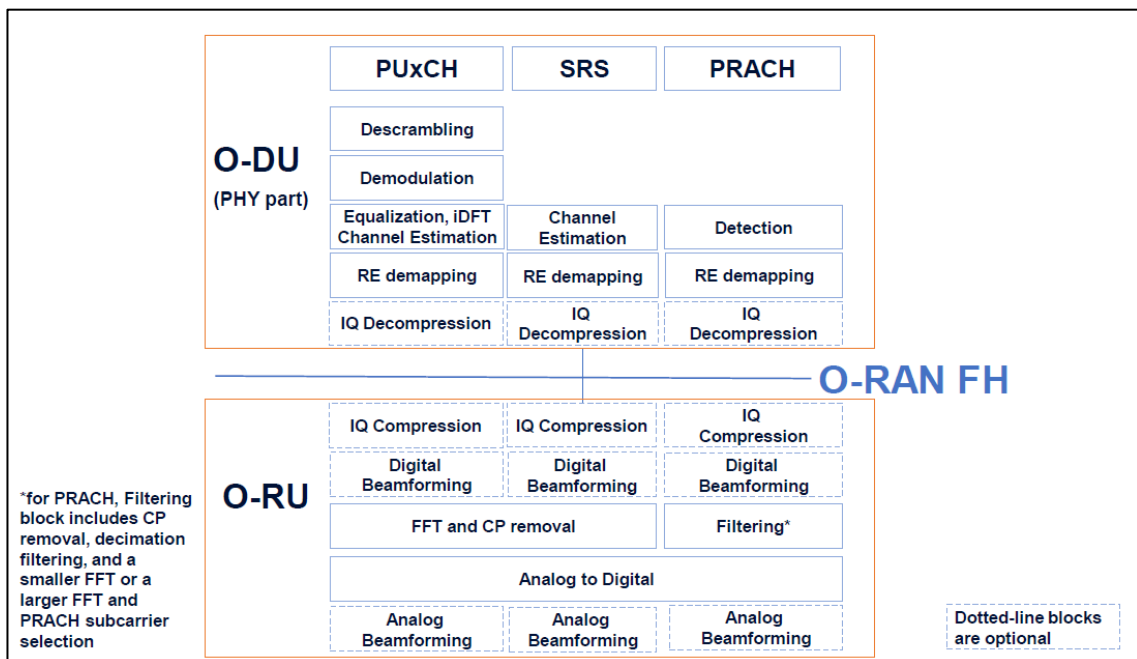 PUxCH
SRS
PRACH
O-DU
(PHY part)
Descrambling
Demodulation
Equalization, iDFT
Channel Estimation
Channel
Estimation
Detection
RE demapping
RE demapping
RE demapping
IQ Decompression
IQ
Decompression
IQ
Decompression
O-RAN FH
O-RU
IQ Compression
IQ Compression
IQ
Compression
Digital
Beamforming
Digital
Beamforming
Digital
Beamforming
FFT and CP removal
Filtering*
Analog to Digital
Analog
Beamforming
Analog
Beamforming
Analog
Beamforming
*for PRACH, Filtering
block includes CP
removal, decimation
filtering, and a
smaller FFT or a
larger FFT and
PRACH subcarrier
selection
Dotted-line blocks
are optional